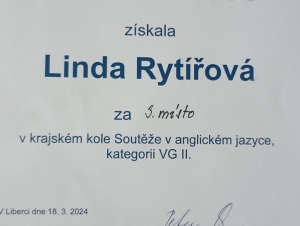 získala
Linda Rytířová
za 3. místo
v krajském kole Soutěže v anglickém jazyce,
kategorii VG II.
V Liberci dne 18. 3. 2024